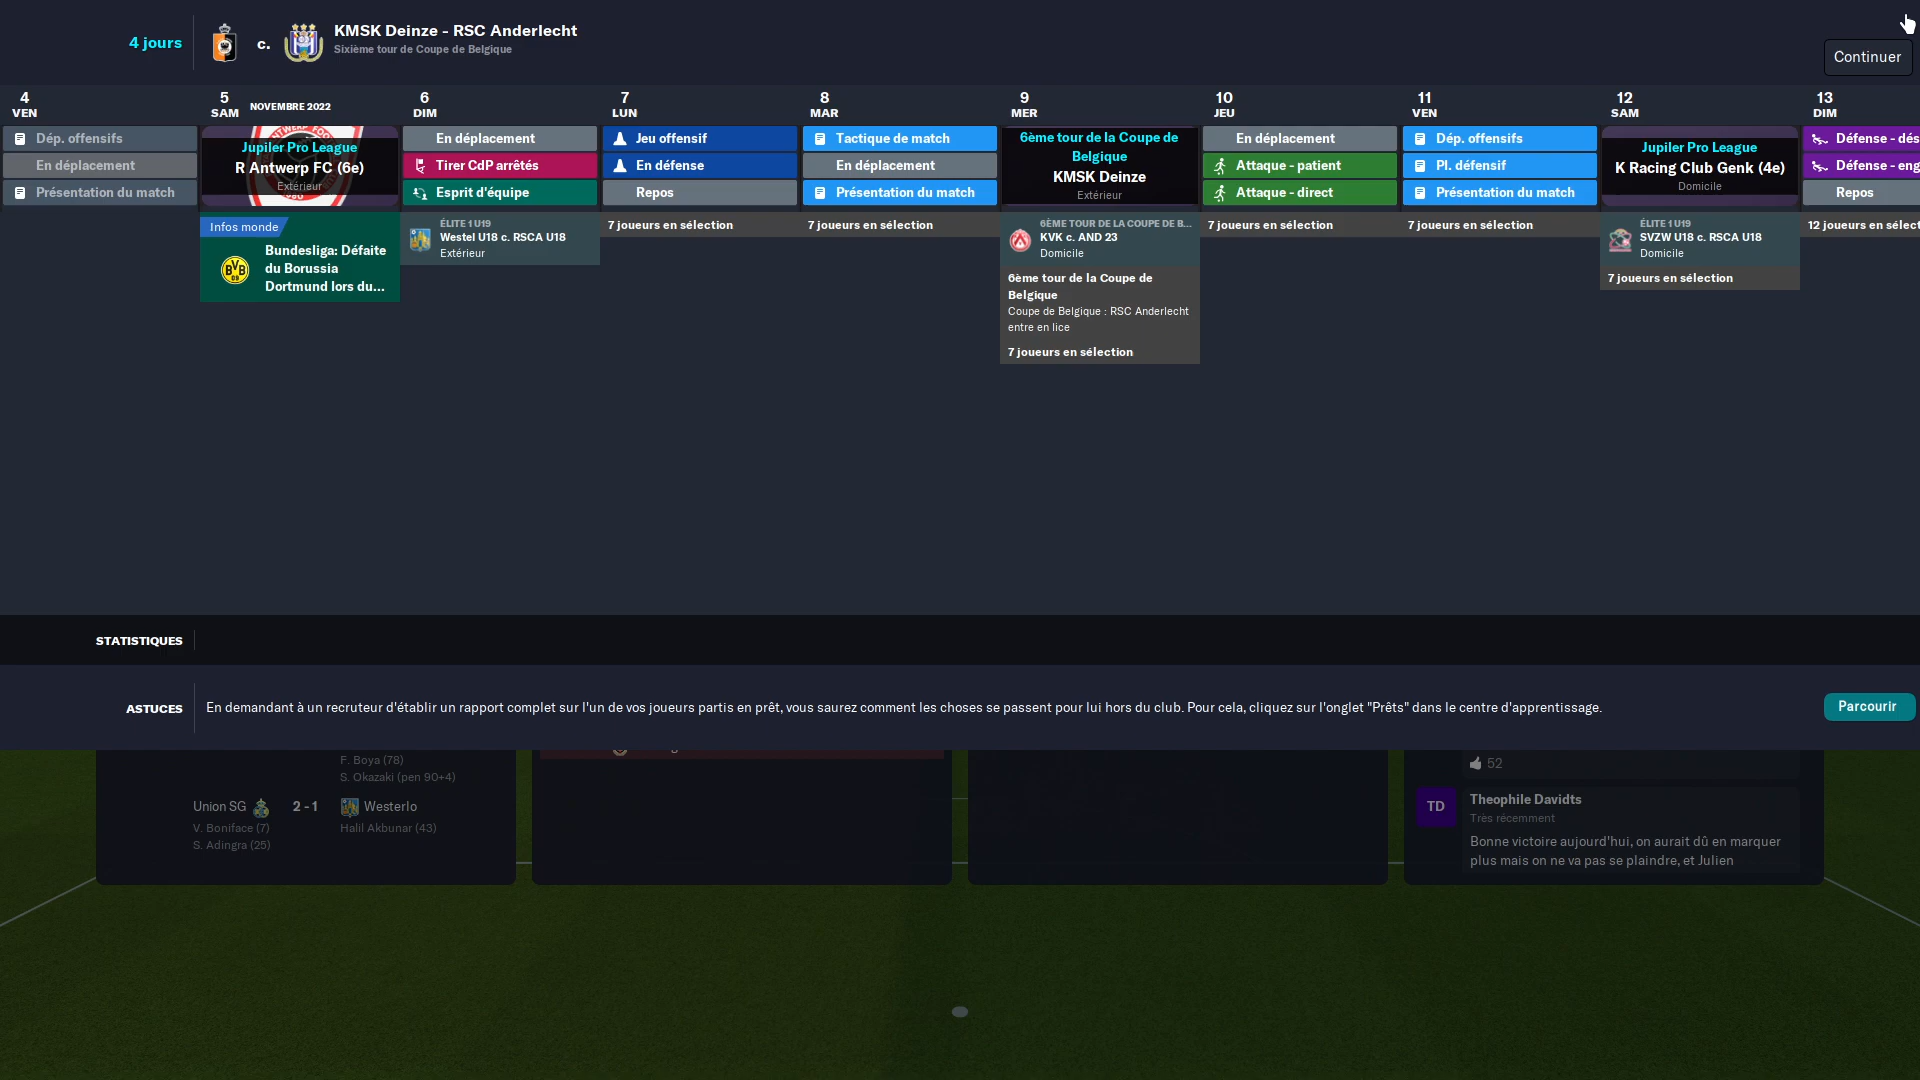 4 jours
c.
KMSK Deinze - RSC Anderlecht
Sixième tour de Coupe de Belgique
Continuer
4
VEN
5
SAM
NOVEMBRE 2022
6
DIM
7
LUN
8
MAR
9
MER
10
JEU
11
VEN
12
SAM
13
DIM
Dép. offensifs
En déplacement
Présentation du match
Jupiler Pro League
R Antwerp FC (6e)
Extérieur
Infos monde
Bundesliga: Défaite
du Borussia
Dortmund lors du...
En déplacement
Tirer CdP arrêtés
Esprit d'équipe
ÉLITE 1 U19
Westel U18 c. RSCA U18
Extérieur
Jeu offensif
En défense
Repos
7 joueurs en sélection
Tactique de match
En déplacement
Présentation du match
7 joueurs en sélection
6ème tour de la Coupe de
Belgique
KMSK Deinze
Extérieur
6ÈME TOUR DE LA COUPE DE B...
KVK c. AND 23
Domicile
6ème tour de la Coupe de
Belgique
Coupe de Belgique : RSC Anderlecht
entre en lice
7 joueurs en sélection
En déplacement
Attaque - patient
Attaque - direct
7 joueurs en sélection
Dép. offensifs
Pl. défensif
Présentation du match
7 joueurs en sélection
Jupiler Pro League
K Racing Club Genk (4e)
Domicile
ÉLITE 1 U19
SVZW U18 c. RSCA U18
Domicile
7 joueurs en sélection
Défense - dés
Défense - eng
Repos
12 joueurs en sélect
STATISTIQUES
ASTUCES
En demandant à un recruteur d'établir un rapport complet sur l'un de vos joueurs partis en prêt, vous saurez comment les choses se passent pour lui hors du club. Pour cela, cliquez sur l'onglet "Prêts" dans le centre d'apprentissage.
Parcourir
F. Boya (78)
S. Okazaki (pen 90+4)
Union SG 2 - 1 Westerlo
V. Boniface (7)
Halil Akbunar (43)
S. Adingra (25)
52
TD
Theophile Davidts
Très récemment
Bonne victoire aujourd'hui, on aurait dû en marquer
plus mais on ne va pas se plaindre, et Julien